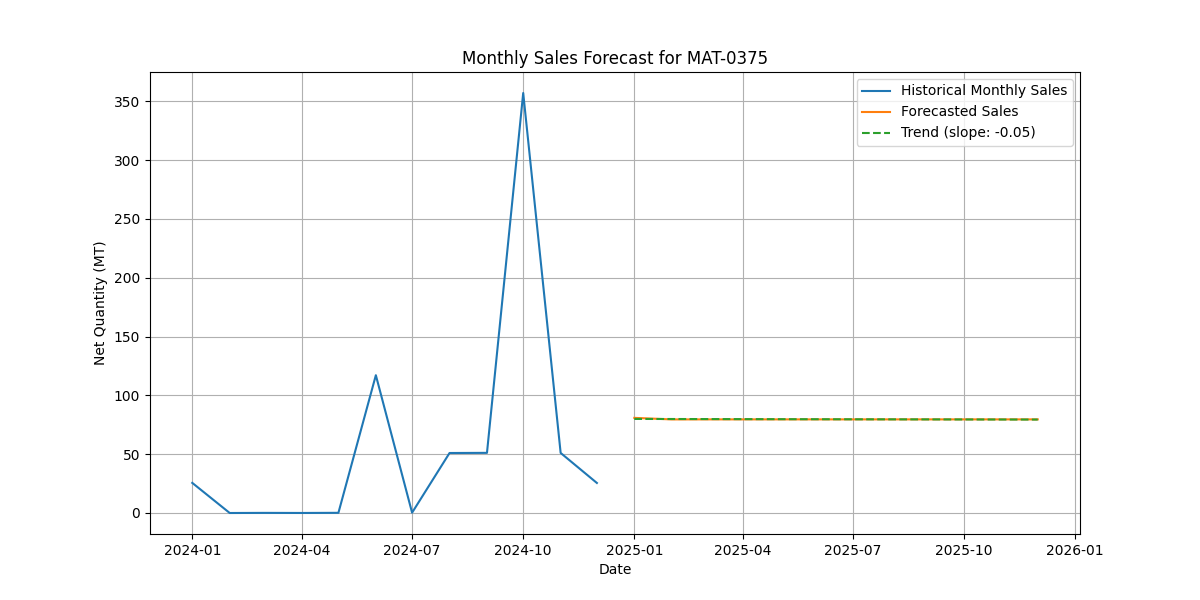 Monthly Sales Forecast for MAT-0375
Historical Monthly Sales
Forecasted Sales
Trend (slope: -0.05)
Net Quantity (MT)
350
300
250
200
150
100
50
0
2024-01 2024-04 2024-07 2024-10 2025-01 2025-04 2025-07 2025-10 2026-01
Date